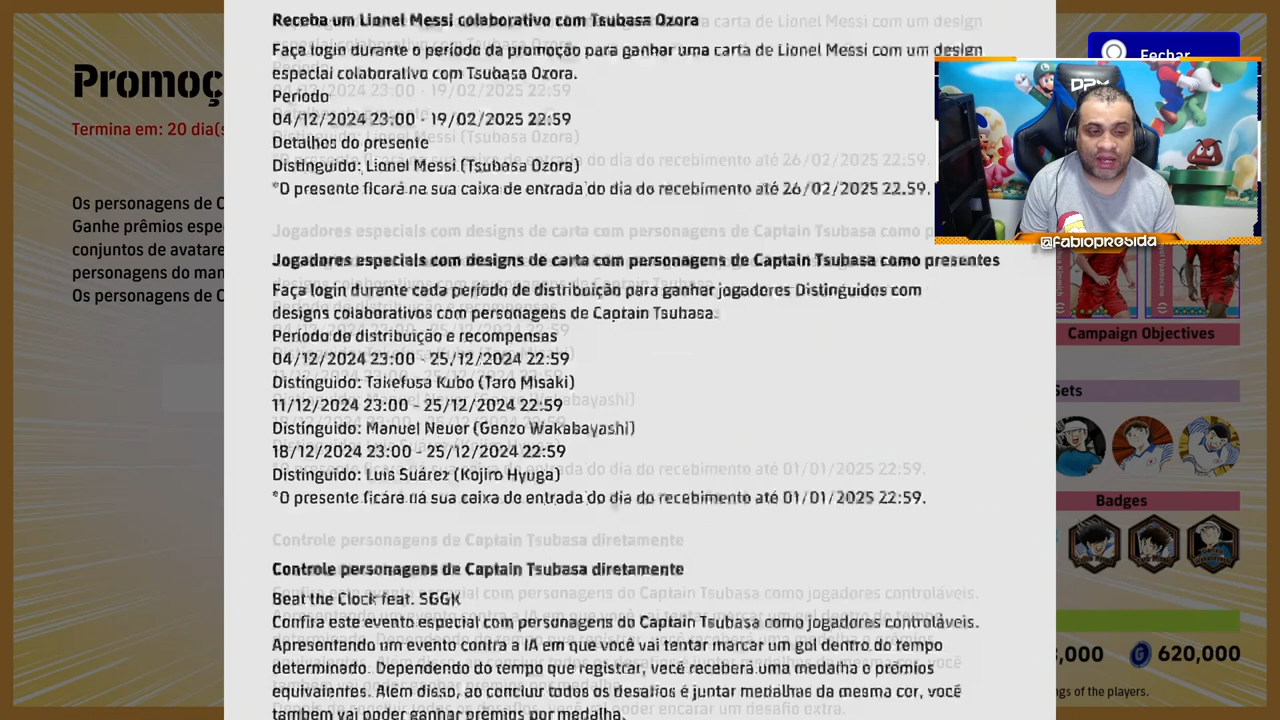 Receba um Lionel Messi colaborativo com Tsubasa Ozora
Faça login durante o período da promoção para ganhar uma carta de Lionel Messi com um design
especial colaborativo com Tsubasa Ozora.
Período
04/12/2024 23:00 - 19/02/2025 22:59
Detalhes do presente
Distinguido: Lionel Messi (Tsubasa Ozora)
*O presente ficará na sua caixa de entrada do dia do recebimento até 26/02/2025 22:59.
Jogadores especiais com designs de carta com personagens de Captain Tsubasa como presentes
Faça login durante cada período de distribuição para ganhar jogadores Distinguidos com
designs colaborativos com personagens de Captain Tsubasa.
Período de distribuição e recompensas
04/12/2024 23:00 - 25/12/2024 22:59
Distinguido: Takefusa Kubo (Taro Misaki)
11/12/2024 23:00 - 25/12/2024 22:59
Distinguido: Manuel Neuer (Genzo Wakabayashi)
18/12/2024 23:00 - 25/12/2024 22:59
Distinguido: Luis Suárez (Kojiro Hyuga)
*O presente ficará na sua caixa de entrada do dia do recebimento até 01/01/2025 22:59.
Controle personagens de Captain Tsubasa diretamente
Beat the Clock feat. SGGK
Confira este evento especial com personagens do Captain Tsubasa como jogadores controláveis.
Apresentando um evento contra a IA em que você vai tentar marcar um gol dentro do tempo
determinado. Dependendo do tempo que registrar, você receberá uma medalha e prêmios
equivalentes. Além disso, ao concluir todos os desafios e juntar medalhas da mesma cor, você
também vai poder ganhar prêmios por medalha.
Promoç
Termina em: 20 dia(s
Os personagens de C
Ganhe prêmios espe
conjuntos de avatare
personagens do man
Os personagens de C
Fechar
DPX
@fabiopresida
Campaign Objectives
Sets
Badges
,000
620,000
ngs of the players.